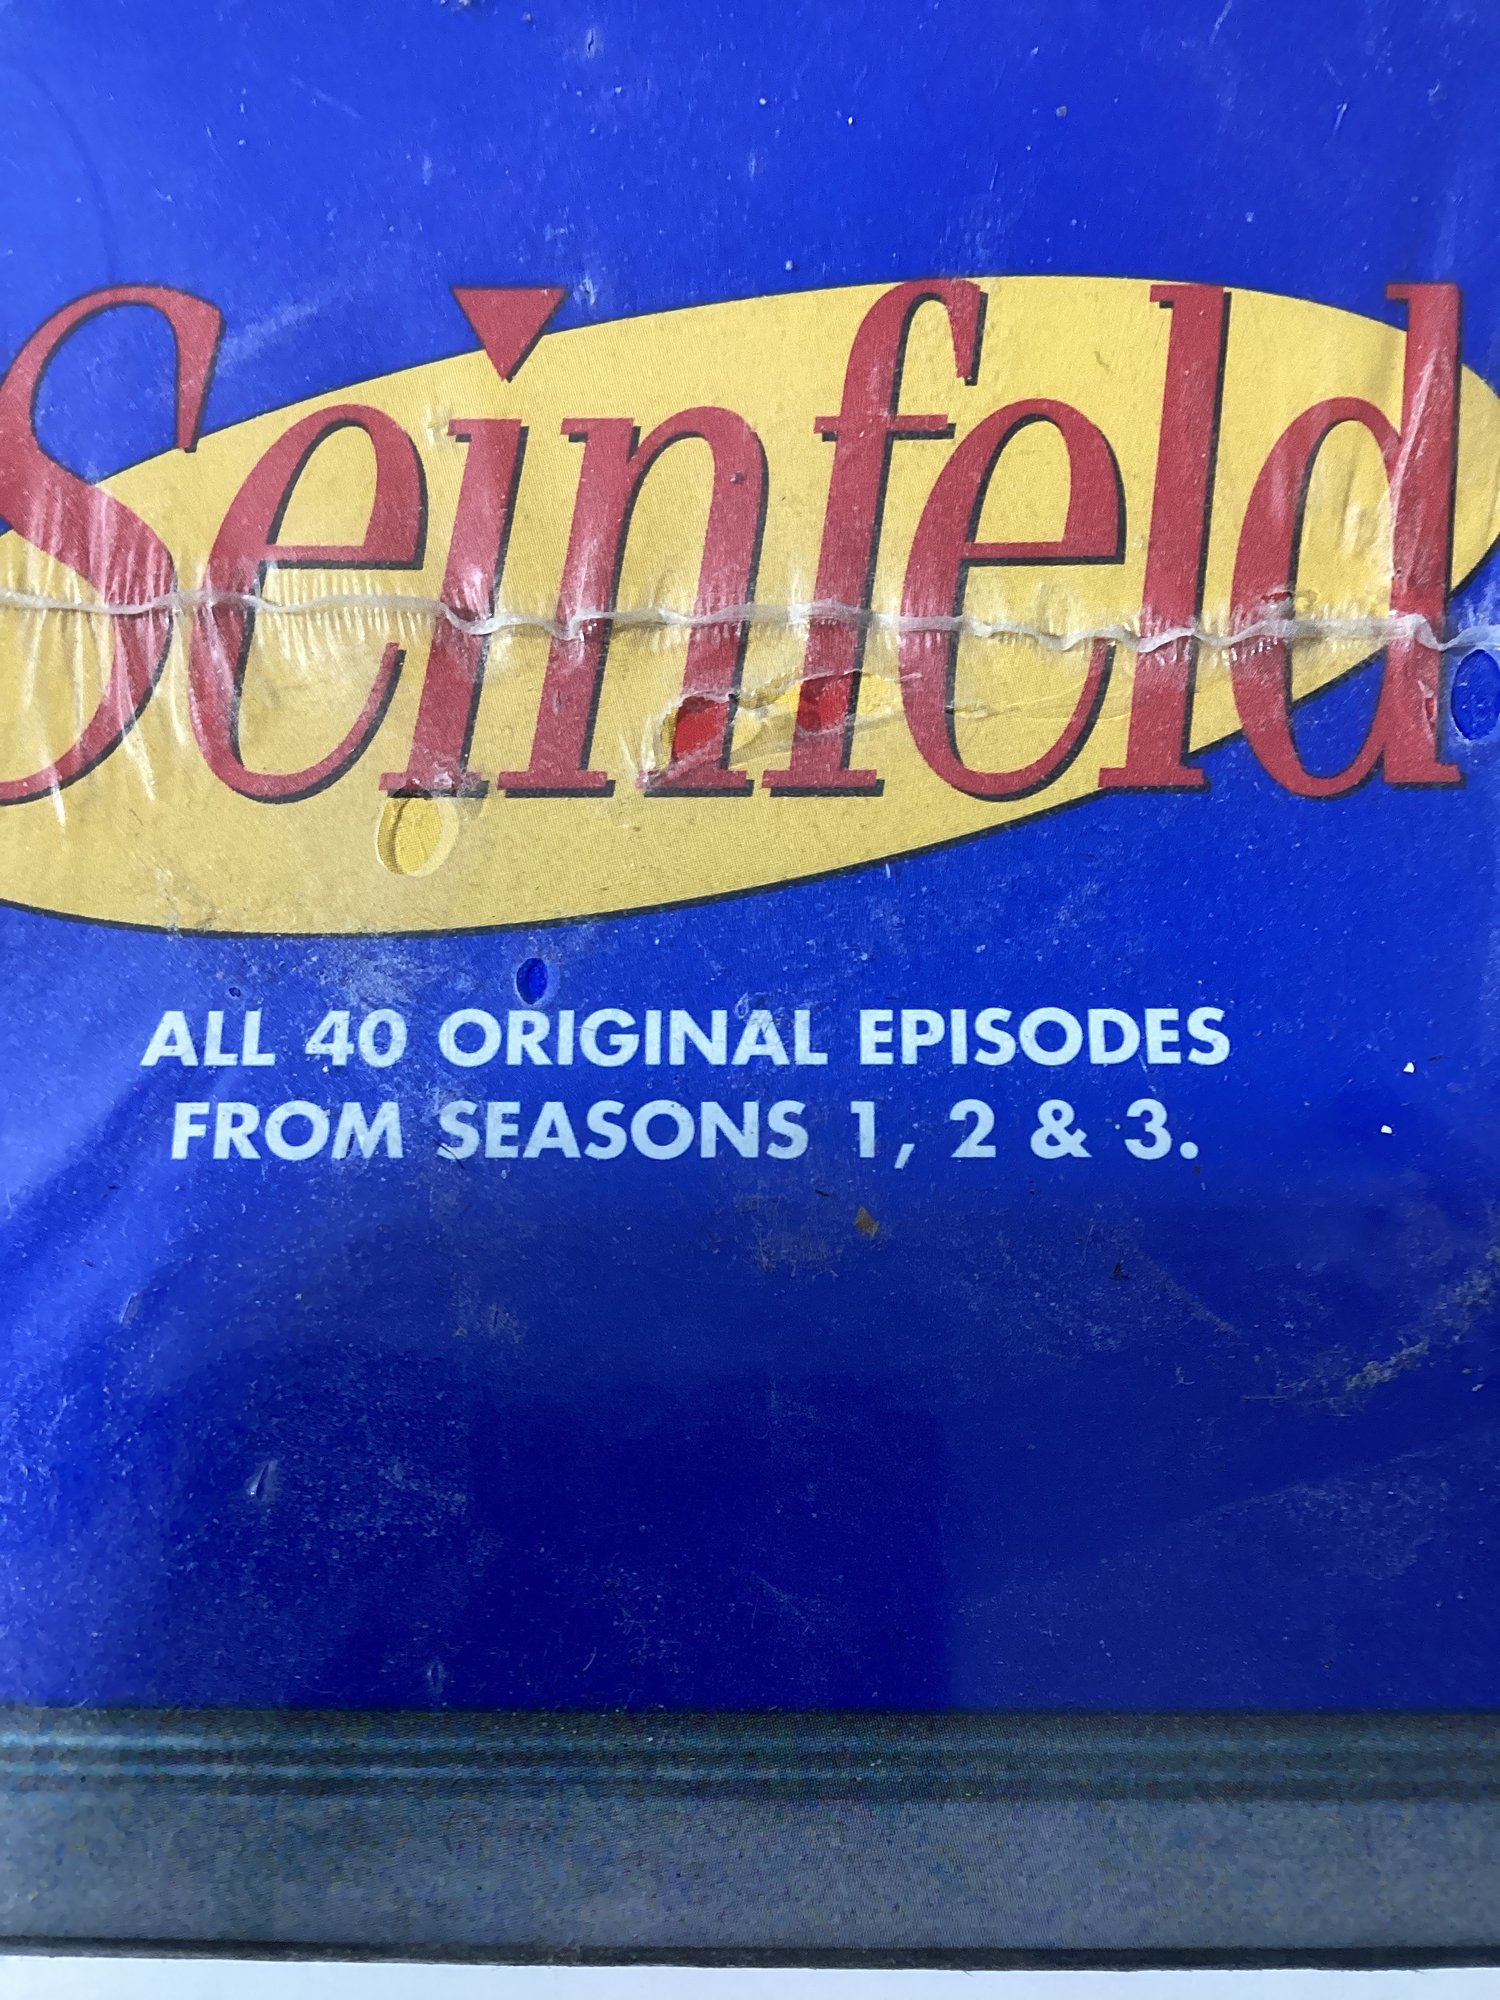 Seinfeld
ALL 40 ORIGINAL EPISODES
FROM SEASONS 1, 2 & 3.